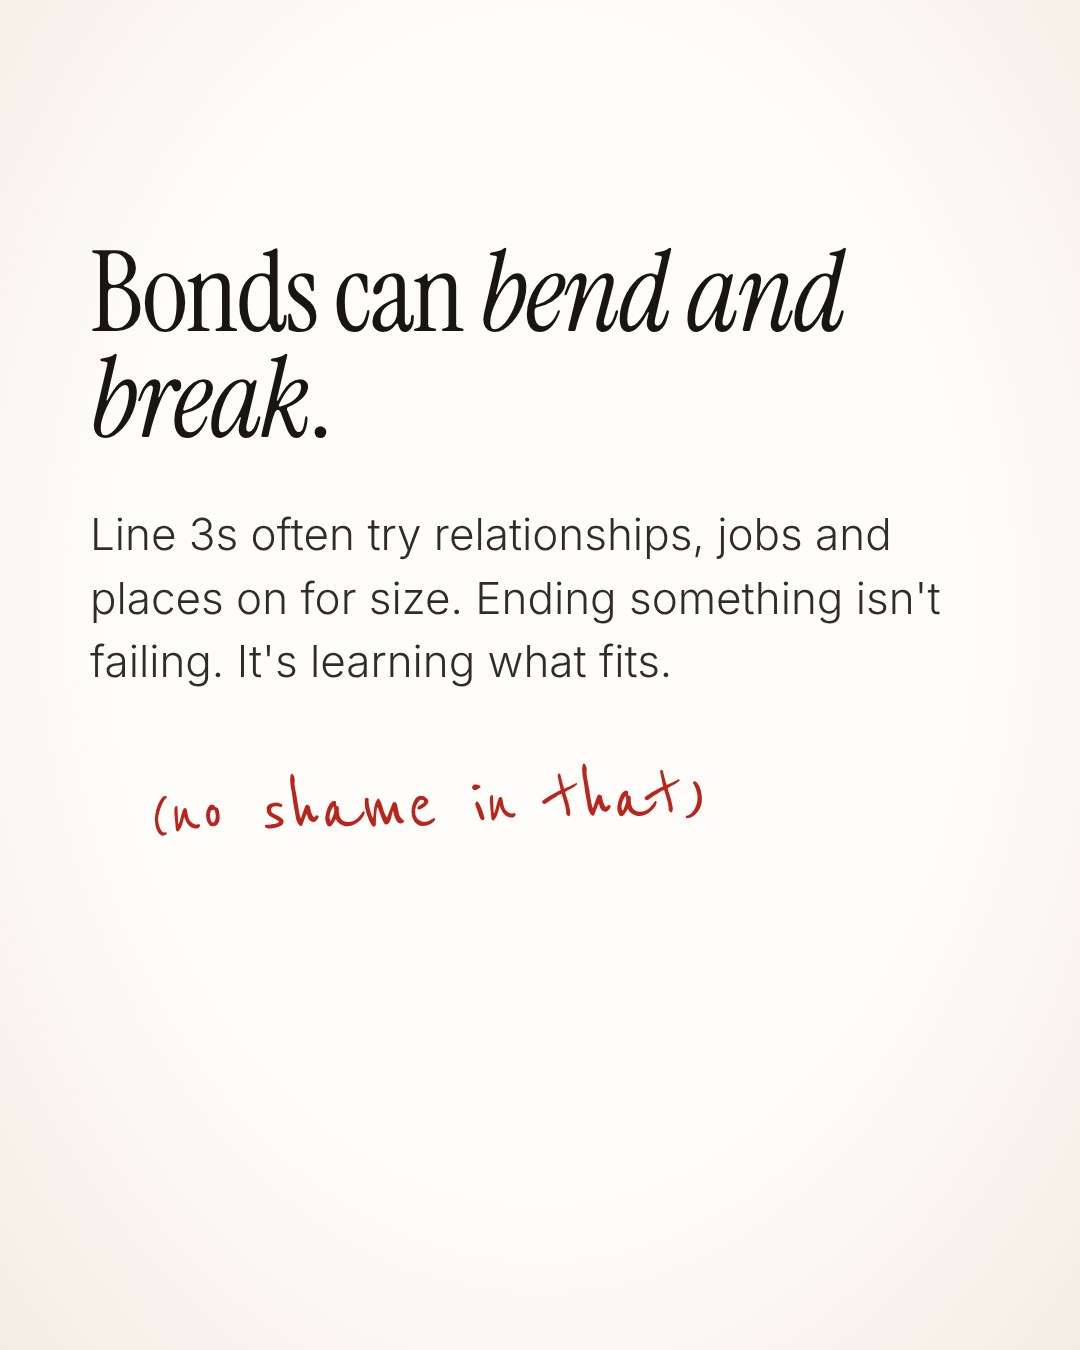 Bonds can bend and
break.
Line 3s often try relationships, jobs and
places on for size. Ending something isn't
failing. It's learning what fits.
(no shame in that)